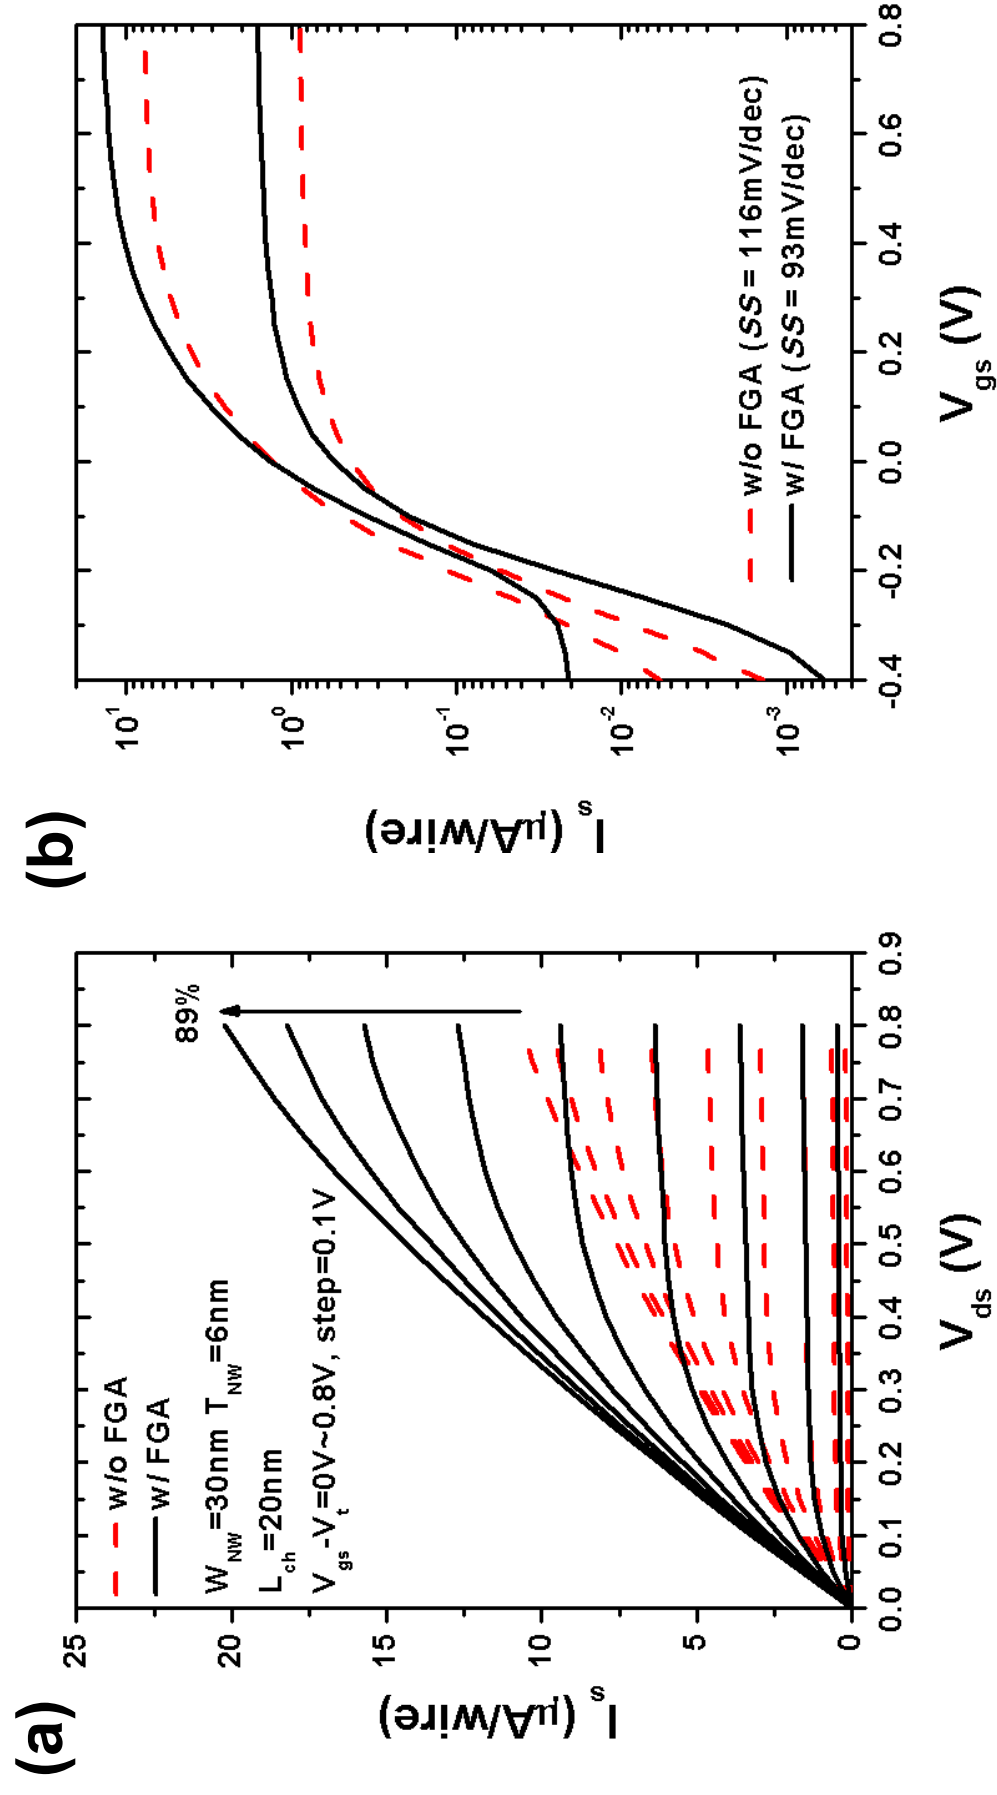 (a)
25
20
15
10
5
0
I_s (μA/wire)
w/o FGA
w/ FGA
W_NW=30nm T_NW=6nm
L_ch=20nm
V_gs-V_t=0V~0.8V, step=0.1V
89%
0.0 0.1 0.2 0.3 0.4 0.5 0.6 0.7 0.8 0.9
V_ds (V)
(b)
10^1
10^0
10^-1
10^-2
10^-3
I_s (μA/wire)
w/o FGA (SS = 116mV/dec)
w/ FGA (SS = 93mV/dec)
-0.4 -0.2 0.0 0.2 0.4 0.6 0.8
V_gs (V)